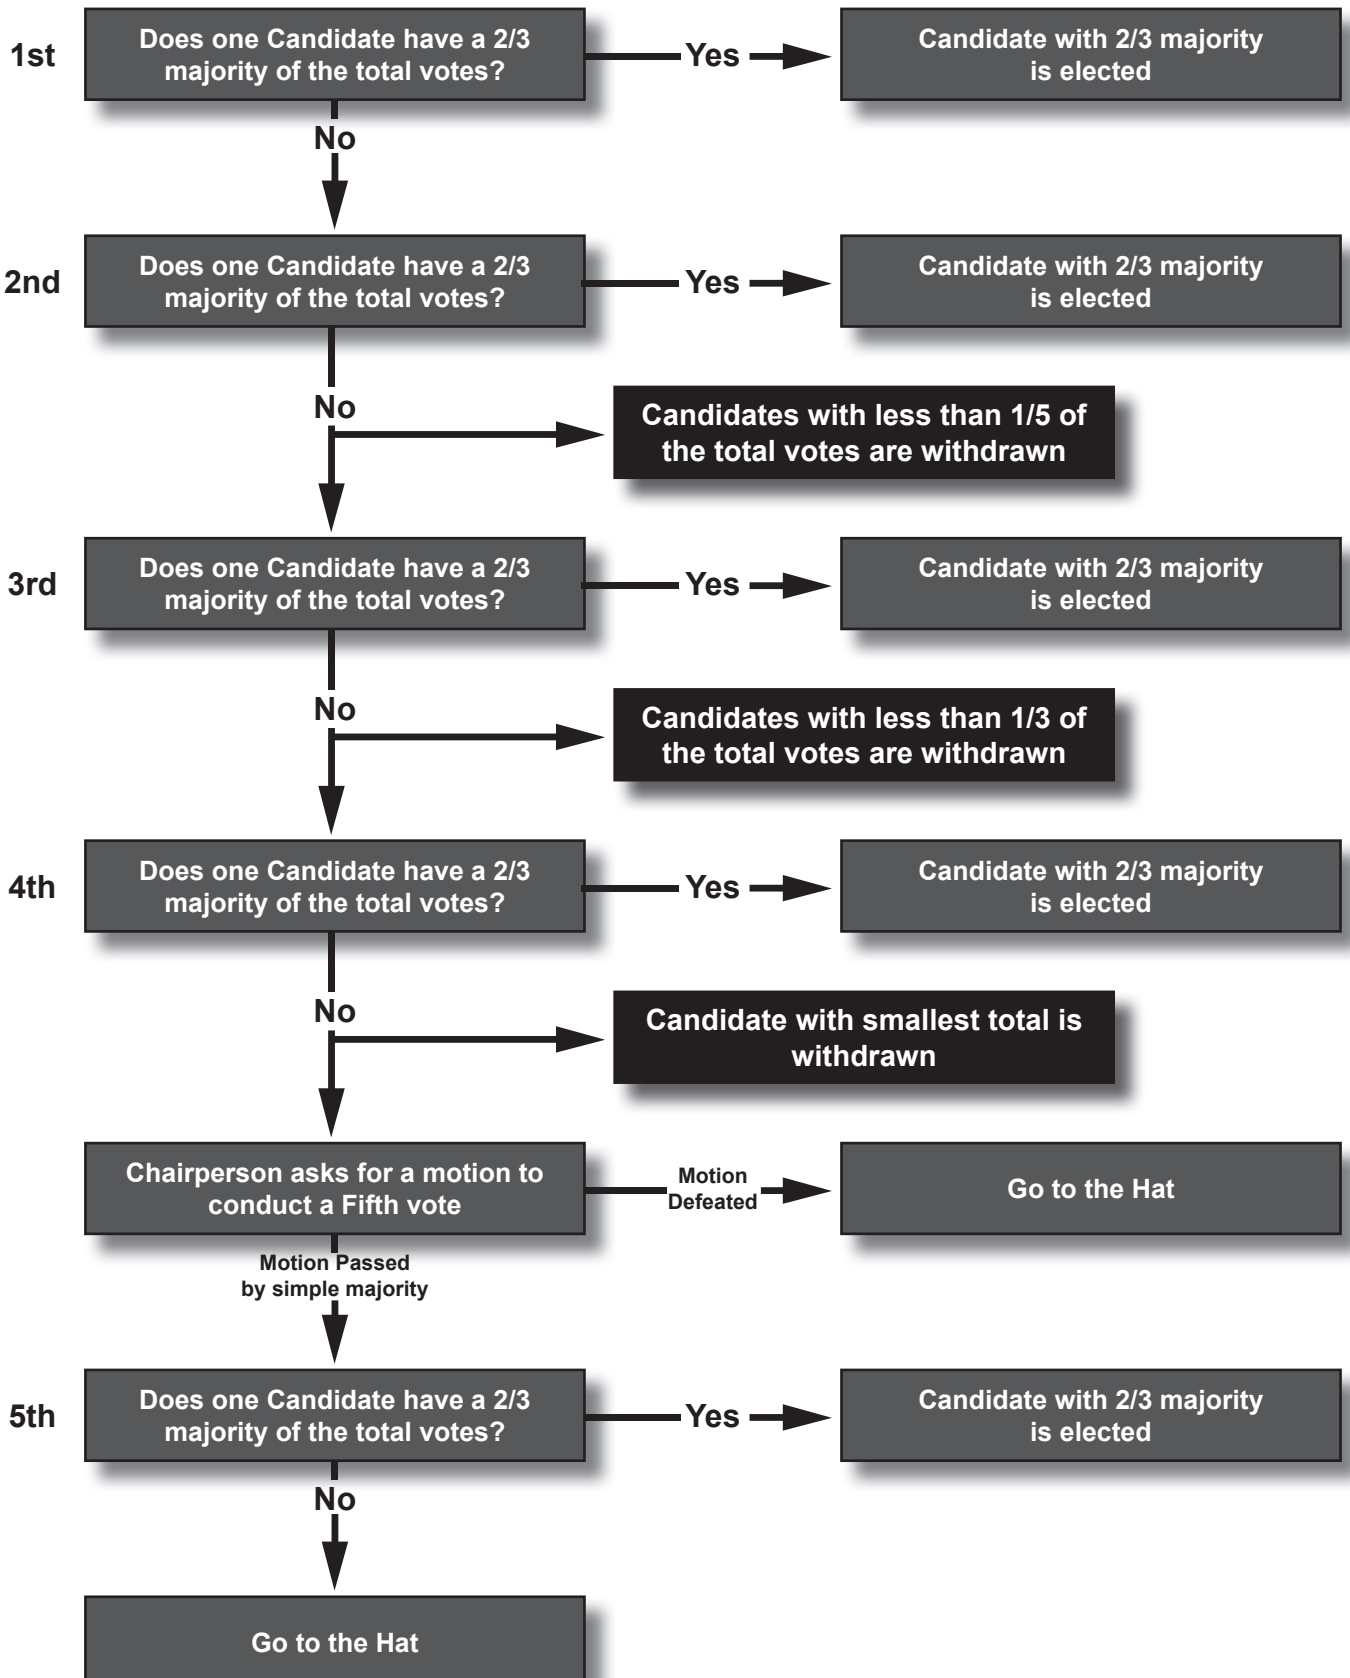 1st
Does one Candidate have a 2/3
majority of the total votes?
Yes
Candidate with 2/3 majority
is elected
No
2nd
Does one Candidate have a 2/3
majority of the total votes?
Yes
Candidate with 2/3 majority
is elected
No
Candidates with less than 1/5 of
the total votes are withdrawn
3rd
Does one Candidate have a 2/3
majority of the total votes?
Yes
Candidate with 2/3 majority
is elected
No
Candidates with less than 1/3 of
the total votes are withdrawn
4th
Does one Candidate have a 2/3
majority of the total votes?
Yes
Candidate with 2/3 majority
is elected
No
Candidate with smallest total is
withdrawn
Chairperson asks for a motion to
conduct a Fifth vote
Motion
Defeated
Go to the Hat
Motion Passed
by simple majority
5th
Does one Candidate have a 2/3
majority of the total votes?
Yes
Candidate with 2/3 majority
is elected
No
Go to the Hat